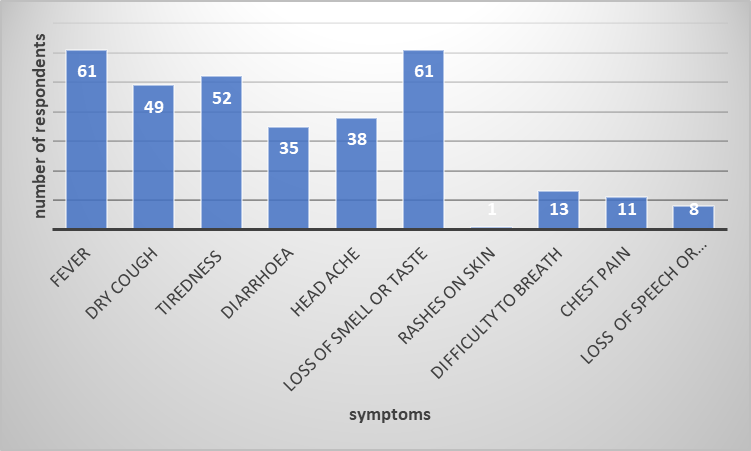 number of respondents
61
49
52
35
38
61
1
13
11
8
FEVER
DRY COUGH
TIREDNESS
DIARRHOEA
HEAD ACHE
LOSS OF SMELL OR TASTE
RASHES ON SKIN
DIFFICULTY TO BREATH
CHEST PAIN
LOSS OF SPEECH OR...
symptoms